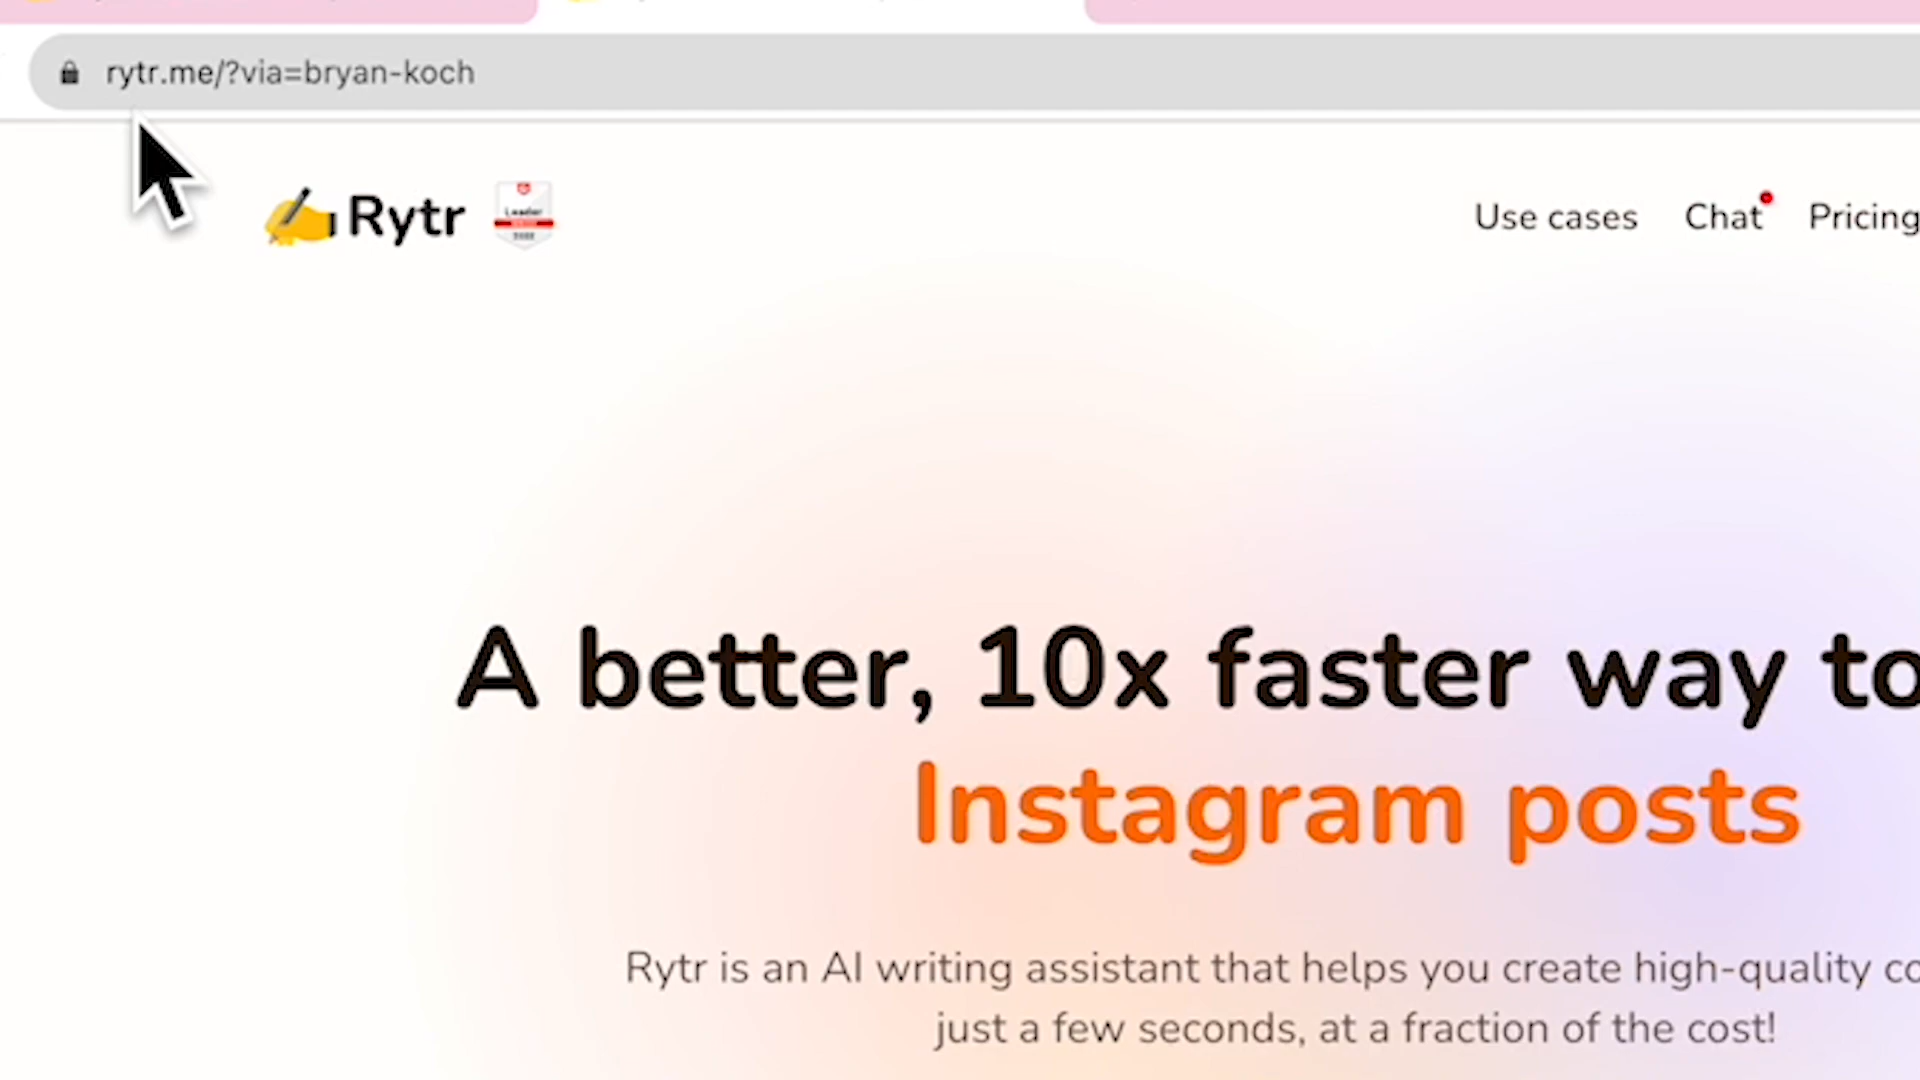 rytr.me/?via=bryan-koch
Rytr
Leader
Use cases Chat Pricing
A better, 10x faster way to
Instagram posts
Rytr is an AI writing assistant that helps you create high-quality co
just a few seconds, at a fraction of the cost!